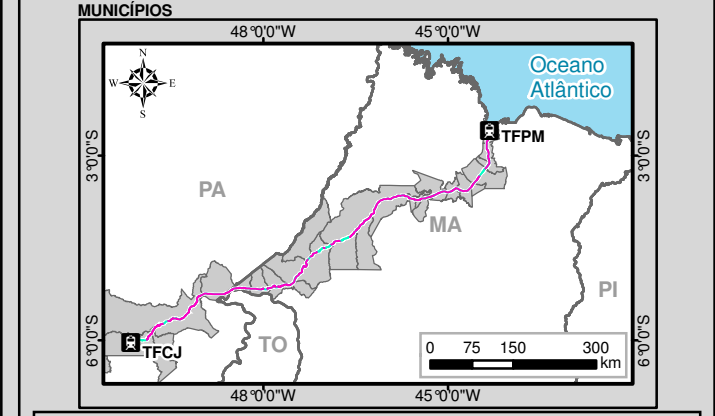 MUNICÍPIOS
48°0'0"W
45°0'0"W
N
W
E
S
Oceano
Atlântico
TFPM
3°0'0"S
3°0'0"S
PA
MA
PI
TO
TFCJ
6°0'0"S
6°0'0"S
0 75 150 300
km
48°0'0"W
45°0'0"W